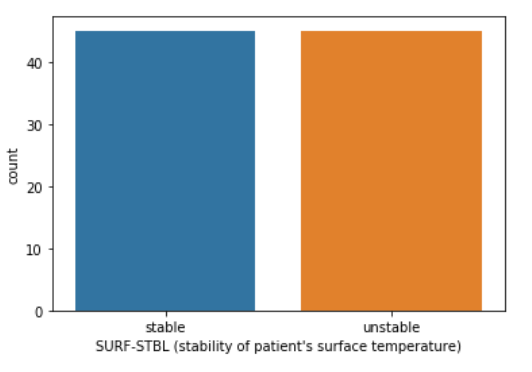 40
30
20
10
0
count
stable unstable
SURF-STBL (stability of patient's surface temperature)